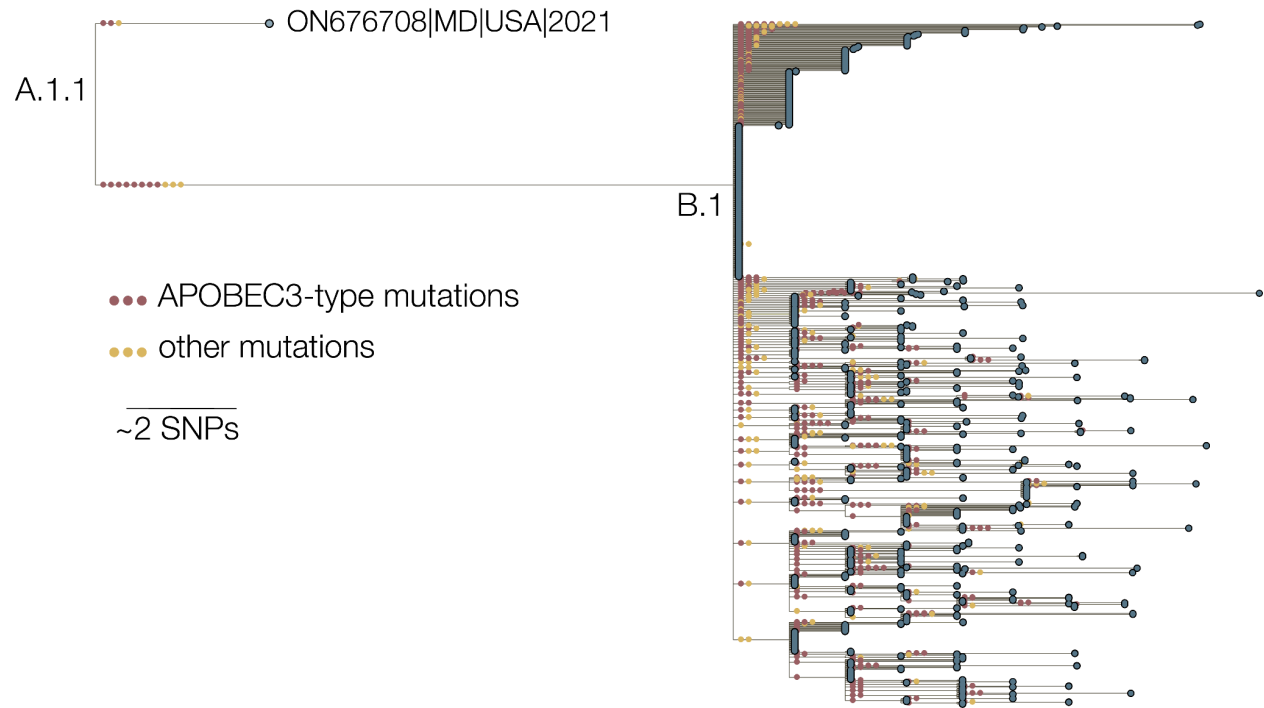 ON676708|MD|USA|2021
A.1.1
B.1
APOBEC3-type mutations
other mutations
~2 SNPs